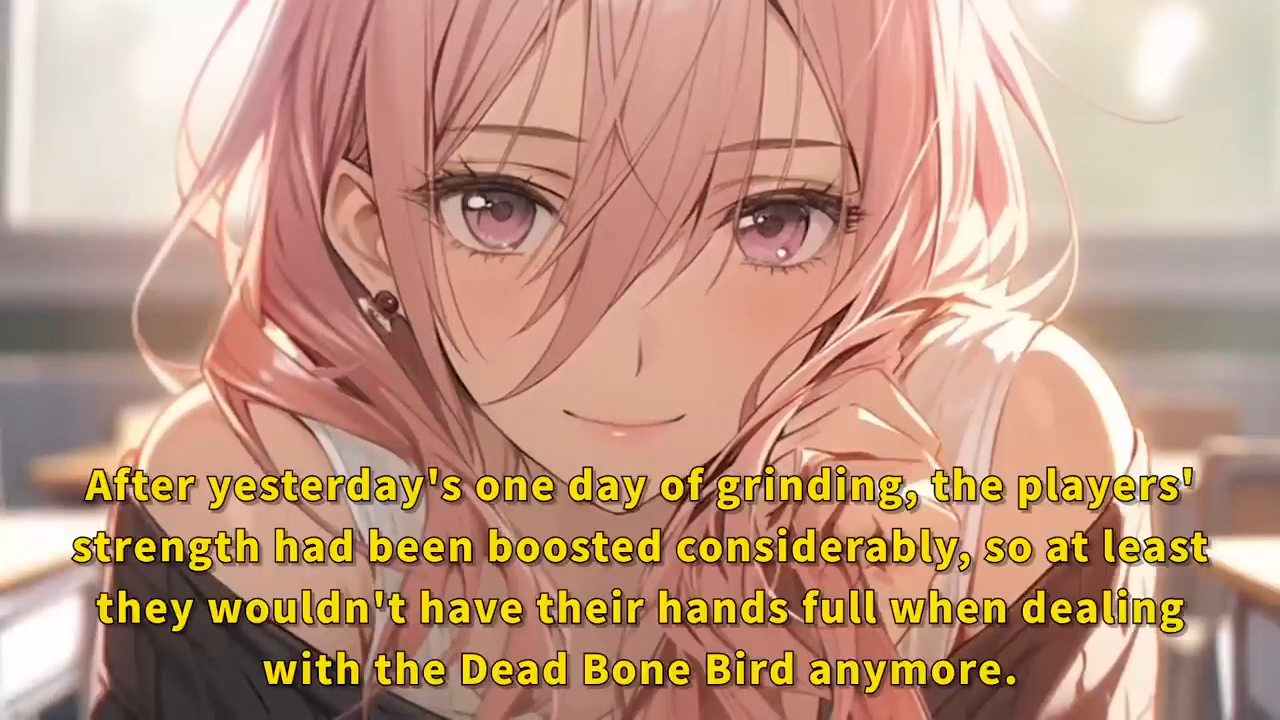 After yesterday's one day of grinding, the players'
strength had been boosted considerably, so at least
they wouldn't have their hands full when dealing
with the Dead Bone Bird anymore.